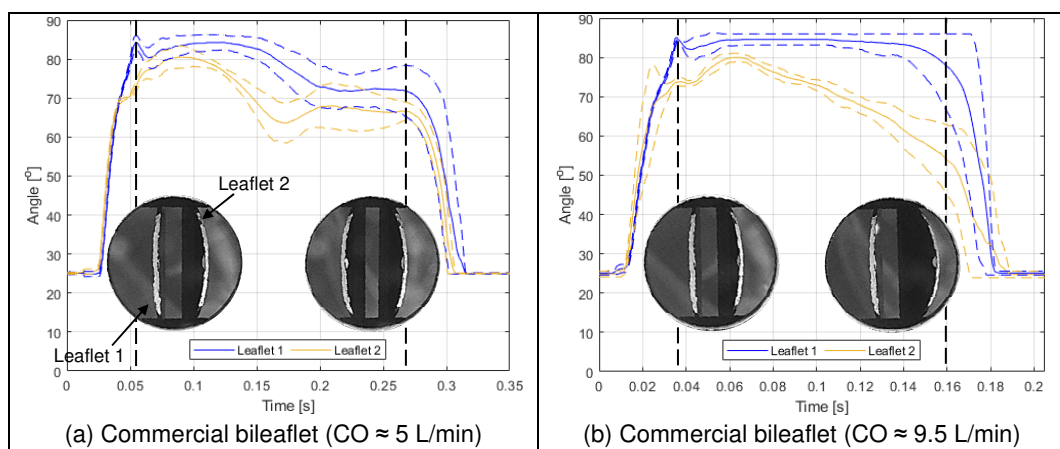 90
80
70
60
50
40
30
20
10
0
Angle [°]
Leaflet 2
Leaflet 1
Leaflet 1 Leaflet 2
0 0.05 0.1 0.15 0.2 0.25 0.3 0.35
Time [s]
(a) Commercial bileaflet (CO ≈ 5 L/min)
90
80
70
60
50
40
30
20
10
0
Angle [°]
Leaflet 1 Leaflet 2
0 0.02 0.04 0.06 0.08 0.1 0.12 0.14 0.16 0.18 0.2
Time [s]
(b) Commercial bileaflet (CO ≈ 9.5 L/min)